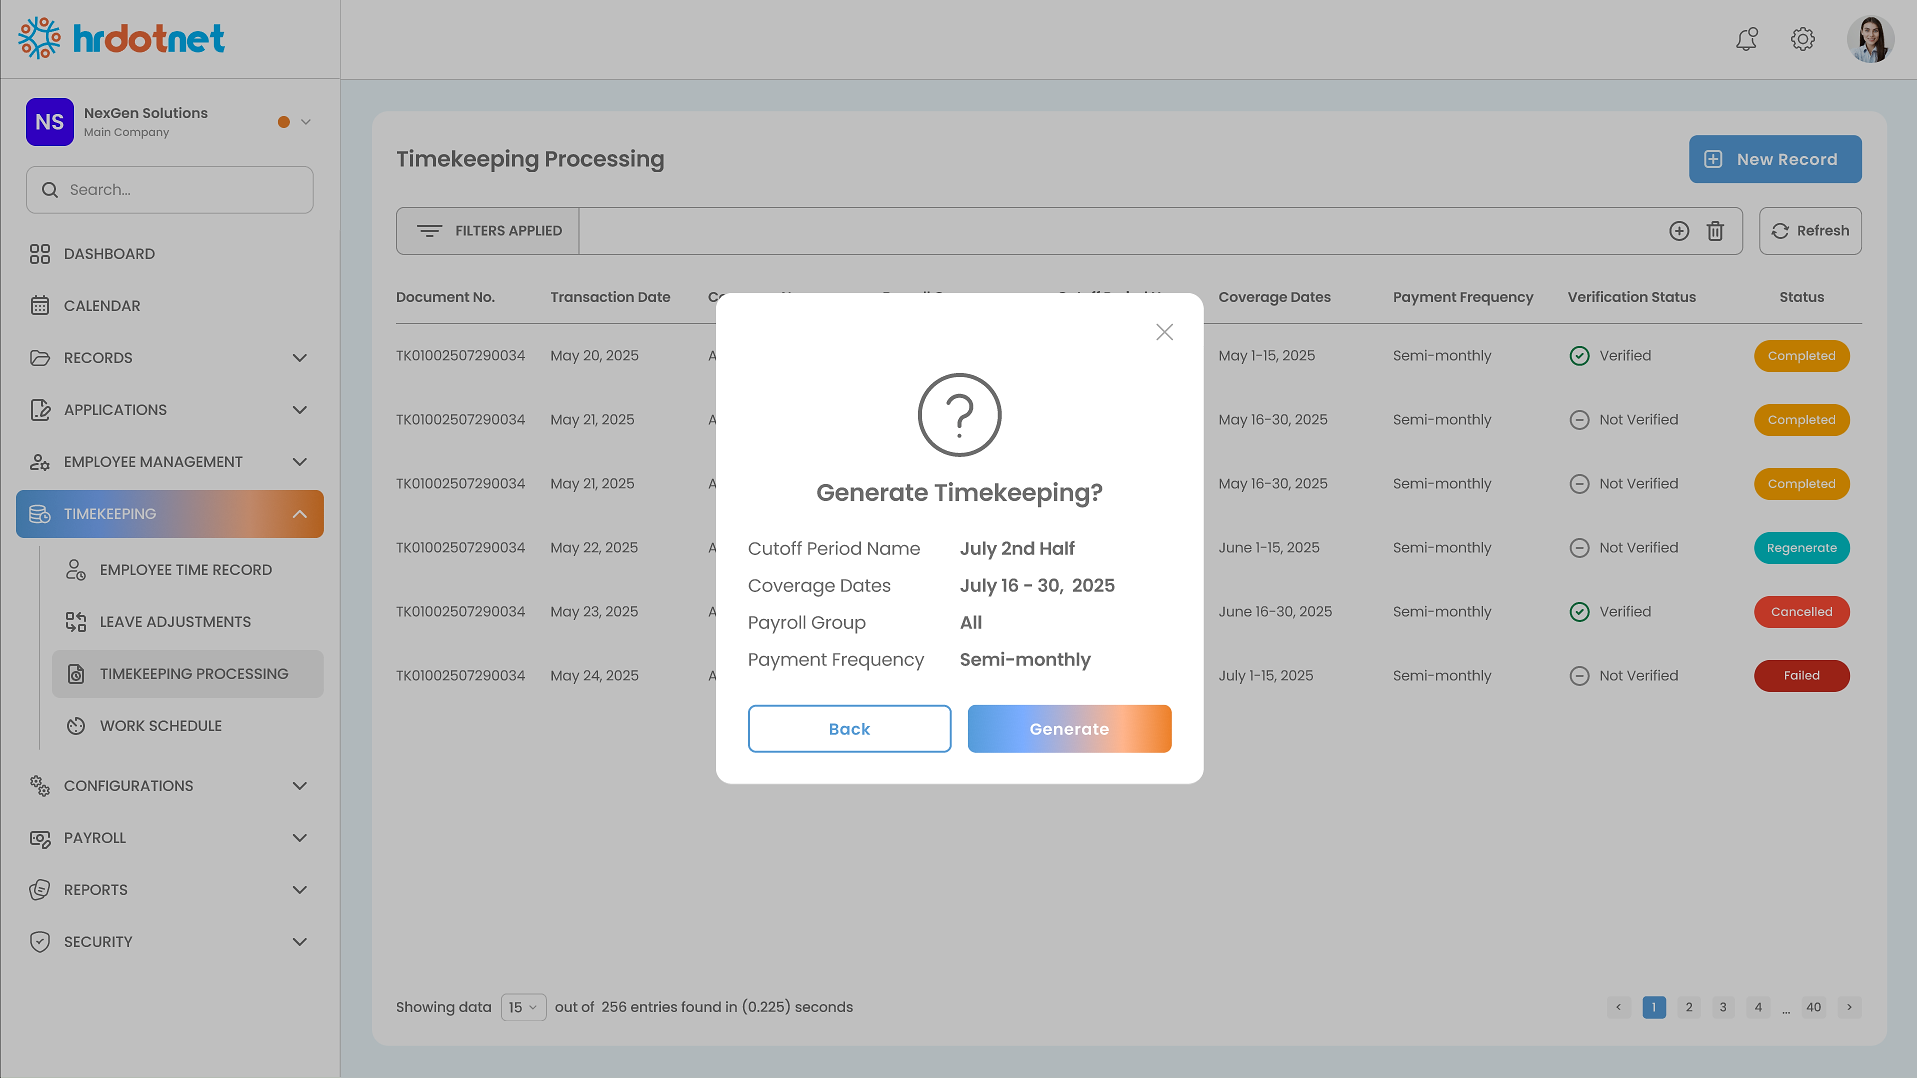 hrdotnet
NS
NexGen Solutions
Main Company
Search...
DASHBOARD
CALENDAR
RECORDS
APPLICATIONS
EMPLOYEE MANAGEMENT
TIMEKEEPING
EMPLOYEE TIME RECORD
LEAVE ADJUSTMENTS
TIMEKEEPING PROCESSING
WORK SCHEDULE
CONFIGURATIONS
PAYROLL
REPORTS
SECURITY
Timekeeping Processing
New Record
FILTERS APPLIED
Refresh
Document No. Transaction Date Coverage Dates Payment Frequency Verification Status Status
TK01002507290034 May 20, 2025 A May 1-15, 2025 Semi-monthly Verified Completed
TK01002507290034 May 21, 2025 A May 16-30, 2025 Semi-monthly Not Verified Completed
TK01002507290034 May 21, 2025 A May 16-30, 2025 Semi-monthly Not Verified Completed
TK01002507290034 May 22, 2025 A June 1-15, 2025 Semi-monthly Not Verified Regenerate
TK01002507290034 May 23, 2025 A June 16-30, 2025 Semi-monthly Verified Cancelled
TK01002507290034 May 24, 2025 A July 1-15, 2025 Semi-monthly Not Verified Failed
Generate Timekeeping?
Cutoff Period Name July 2nd Half
Coverage Dates July 16 - 30, 2025
Payroll Group All
Payment Frequency Semi-monthly
Back Generate
Showing data 15 out of 256 entries found in (0.225) seconds
< 1 2 3 4 ... 40 >